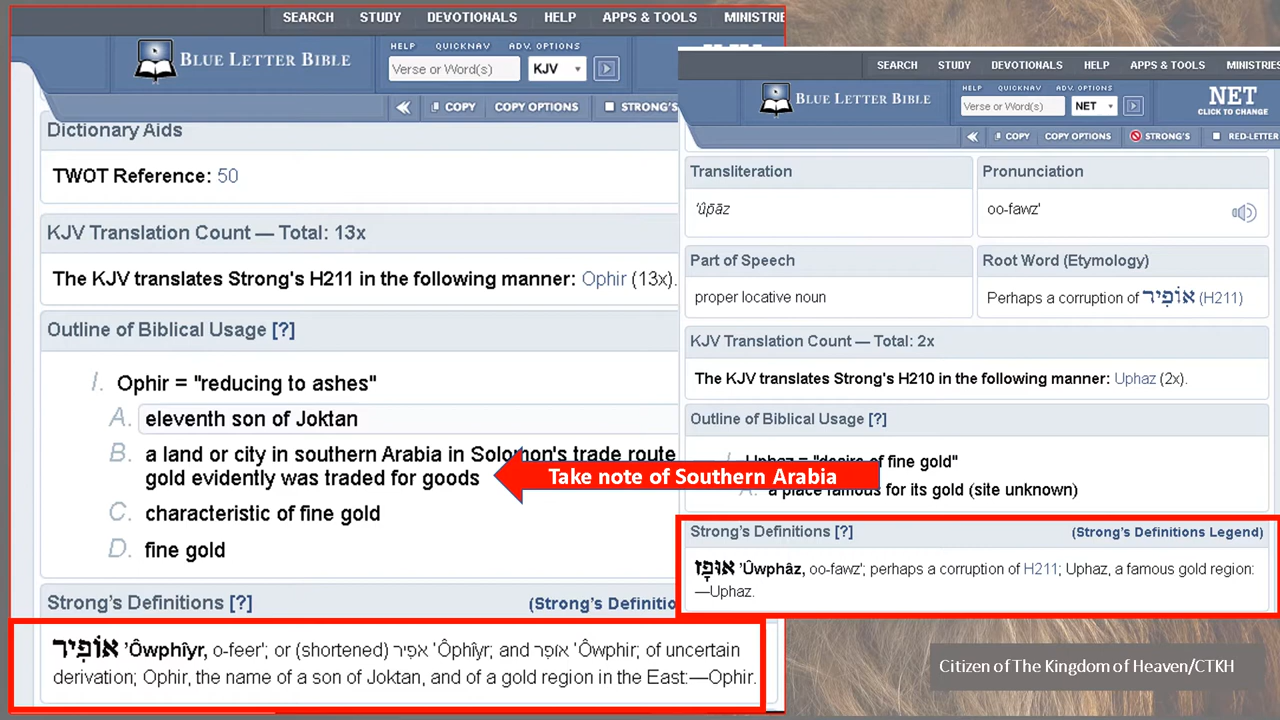 SEARCH STUDY DEVOTIONALS HELP APPS & TOOLS
BLUE LETTER BIBLE
HELP QUICKNAV ADV. OPTIONS
Verse or Word(s) KJV
COPY COPY OPTIONS STRONG'S
Dictionary Aids
TWOT Reference: 50
KJV Translation Count — Total: 13x
The KJV translates Strong's H211 in the following manner: Ophir (13x).
Outline of Biblical Usage [?]
I. Ophir = "reducing to ashes"
A. eleventh son of Joktan
B. a land or city in southern Arabia in Solomon's trade route
gold evidently was traded for goods
C. characteristic of fine gold
D. fine gold
Strong's Definitions [?]
אוֹפִיר 'Ôwphîyr, o-feer'; or (shortened) אֹפִיר 'Ôphîyr; and אוֹפִר 'Ôwphir; of uncertain
derivation; Ophir, the name of a son of Joktan, and of a gold region in the East:—Ophir.
Take note of Southern Arabia
SEARCH STUDY DEVOTIONALS HELP APPS & TOOLS MINISTRIES
BLUE LETTER BIBLE
HELP QUICKNAV ADV. OPTIONS
Verse or Word(s) NET
NET
CLICK TO CHANGE
COPY COPY OPTIONS STRONG'S RED-LETTER
Transliteration
'ûp̄āz
Pronunciation
oo-fawz'
Part of Speech
proper locative noun
Root Word (Etymology)
Perhaps a corruption of אוֹפִיר (H211)
KJV Translation Count — Total: 2x
The KJV translates Strong's H210 in the following manner: Uphaz (2x).
Outline of Biblical Usage [?]
Uphaz = "desire of fine gold"
a place famous for its gold (site unknown)
Strong's Definitions [?] (Strong's Definitions Legend)
אוּפָז 'Ûwphâz, oo-fawz'; perhaps a corruption of H211; Uphaz, a famous gold region:
—Uphaz.
Citizen of The Kingdom of Heaven/CTKH